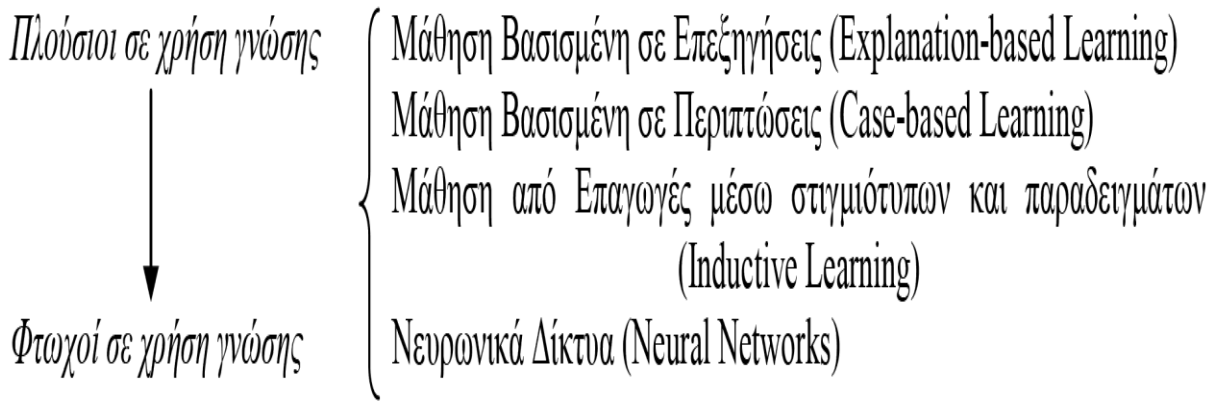 Πλούσιοι σε χρήση γνώσης
Μάθηση Βασισμένη σε Επεξηγήσεις (Explanation-based Learning)
Μάθηση Βασισμένη σε Περιπτώσεις (Case-based Learning)
Μάθηση από Επαγωγές μέσω στιγμιότυπων και παραδειγμάτων
(Inductive Learning)
Φτωχοί σε χρήση γνώσης
Νευρωνικά Δίκτυα (Neural Networks)